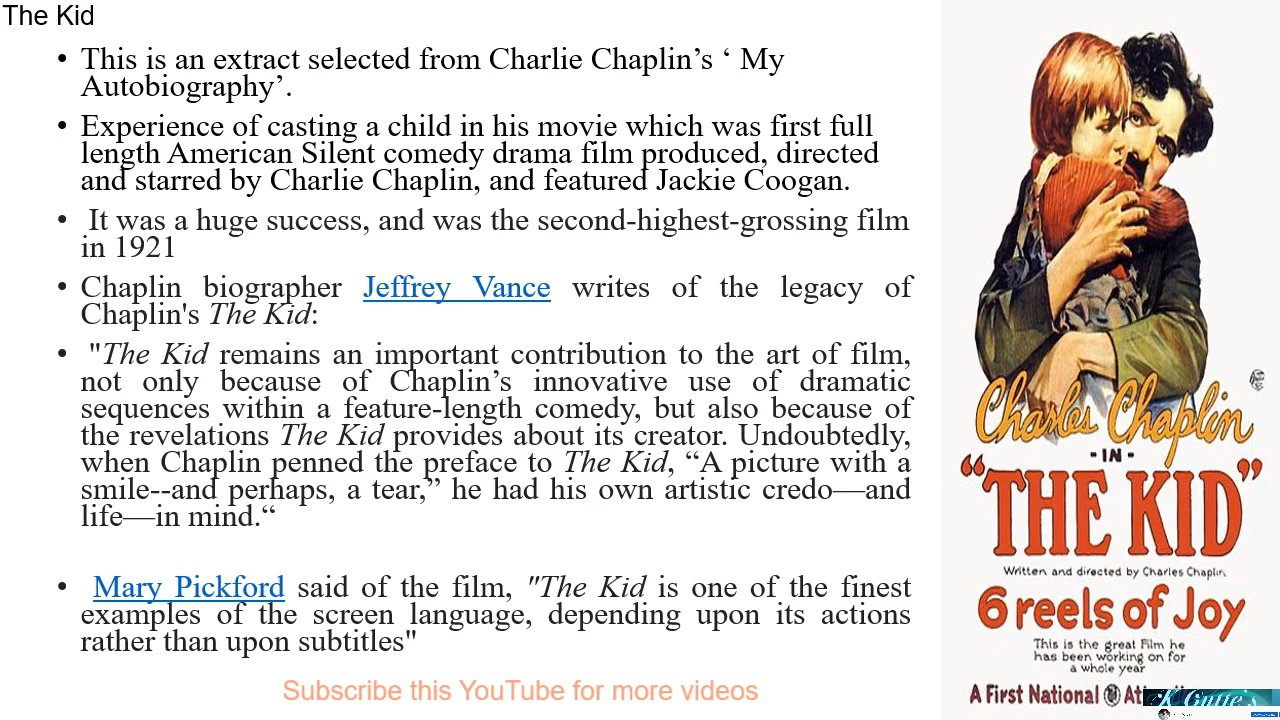 The Kid
• This is an extract selected from Charlie Chaplin’s ‘ My
Autobiography’.
• Experience of casting a child in his movie which was first full
length American Silent comedy drama film produced, directed
and starred by Charlie Chaplin, and featured Jackie Coogan.
• It was a huge success, and was the second-highest-grossing film
in 1921
• Chaplin biographer Jeffrey Vance writes of the legacy of
Chaplin's The Kid:
• "The Kid remains an important contribution to the art of film,
not only because of Chaplin’s innovative use of dramatic
sequences within a feature-length comedy, but also because of
the revelations The Kid provides about its creator. Undoubtedly,
when Chaplin penned the preface to The Kid, “A picture with a
smile--and perhaps, a tear,” he had his own artistic credo—and
life—in mind.“
• Mary Pickford said of the film, "The Kid is one of the finest
examples of the screen language, depending upon its actions
rather than upon subtitles"
Subscribe this YouTube for more videos
Charles Chaplin
- IN -
“THE KID”
Written and directed by Charles Chaplin
6 reels of Joy
This is the great Film he
has been working on for
a whole year
A First National